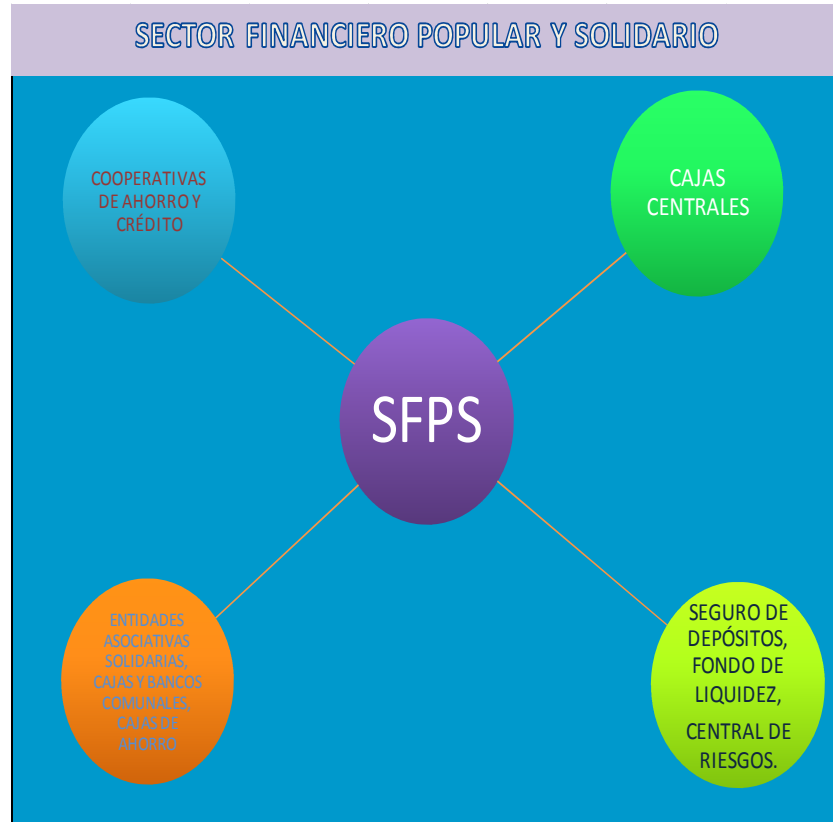 SECTOR FINANCIERO POPULAR Y SOLIDARIO
COOPERATIVAS
DE AHORRO Y
CRÉDITO
CAJAS
CENTRALES
SFPS
ENTIDADES
ASOCIATIVAS
SOLIDARIAS,
CAJAS Y BANCOS
COMUNALES,
CAJAS DE
AHORRO
SEGURO DE
DEPÓSITOS,
FONDO DE
LIQUIDEZ,
CENTRAL DE
RIESGOS.